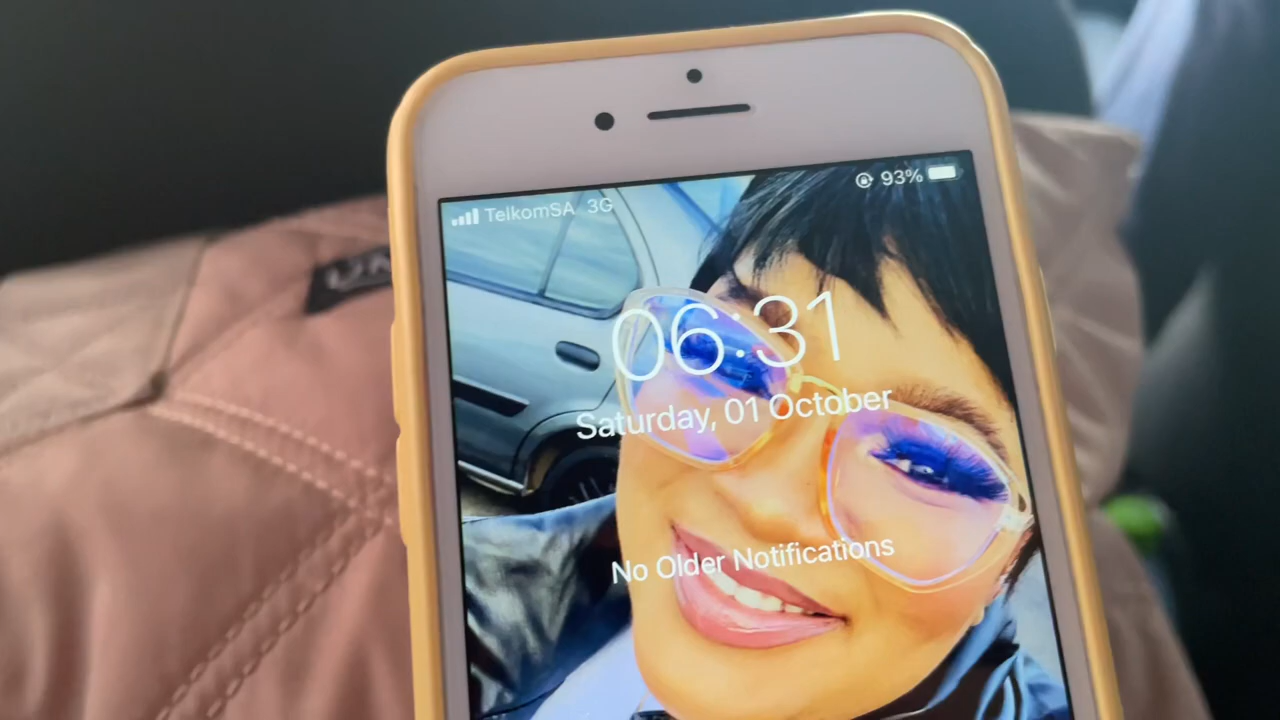 TelkomSA 3G
93%
06:31
Saturday, 01 October
No Older Notifications